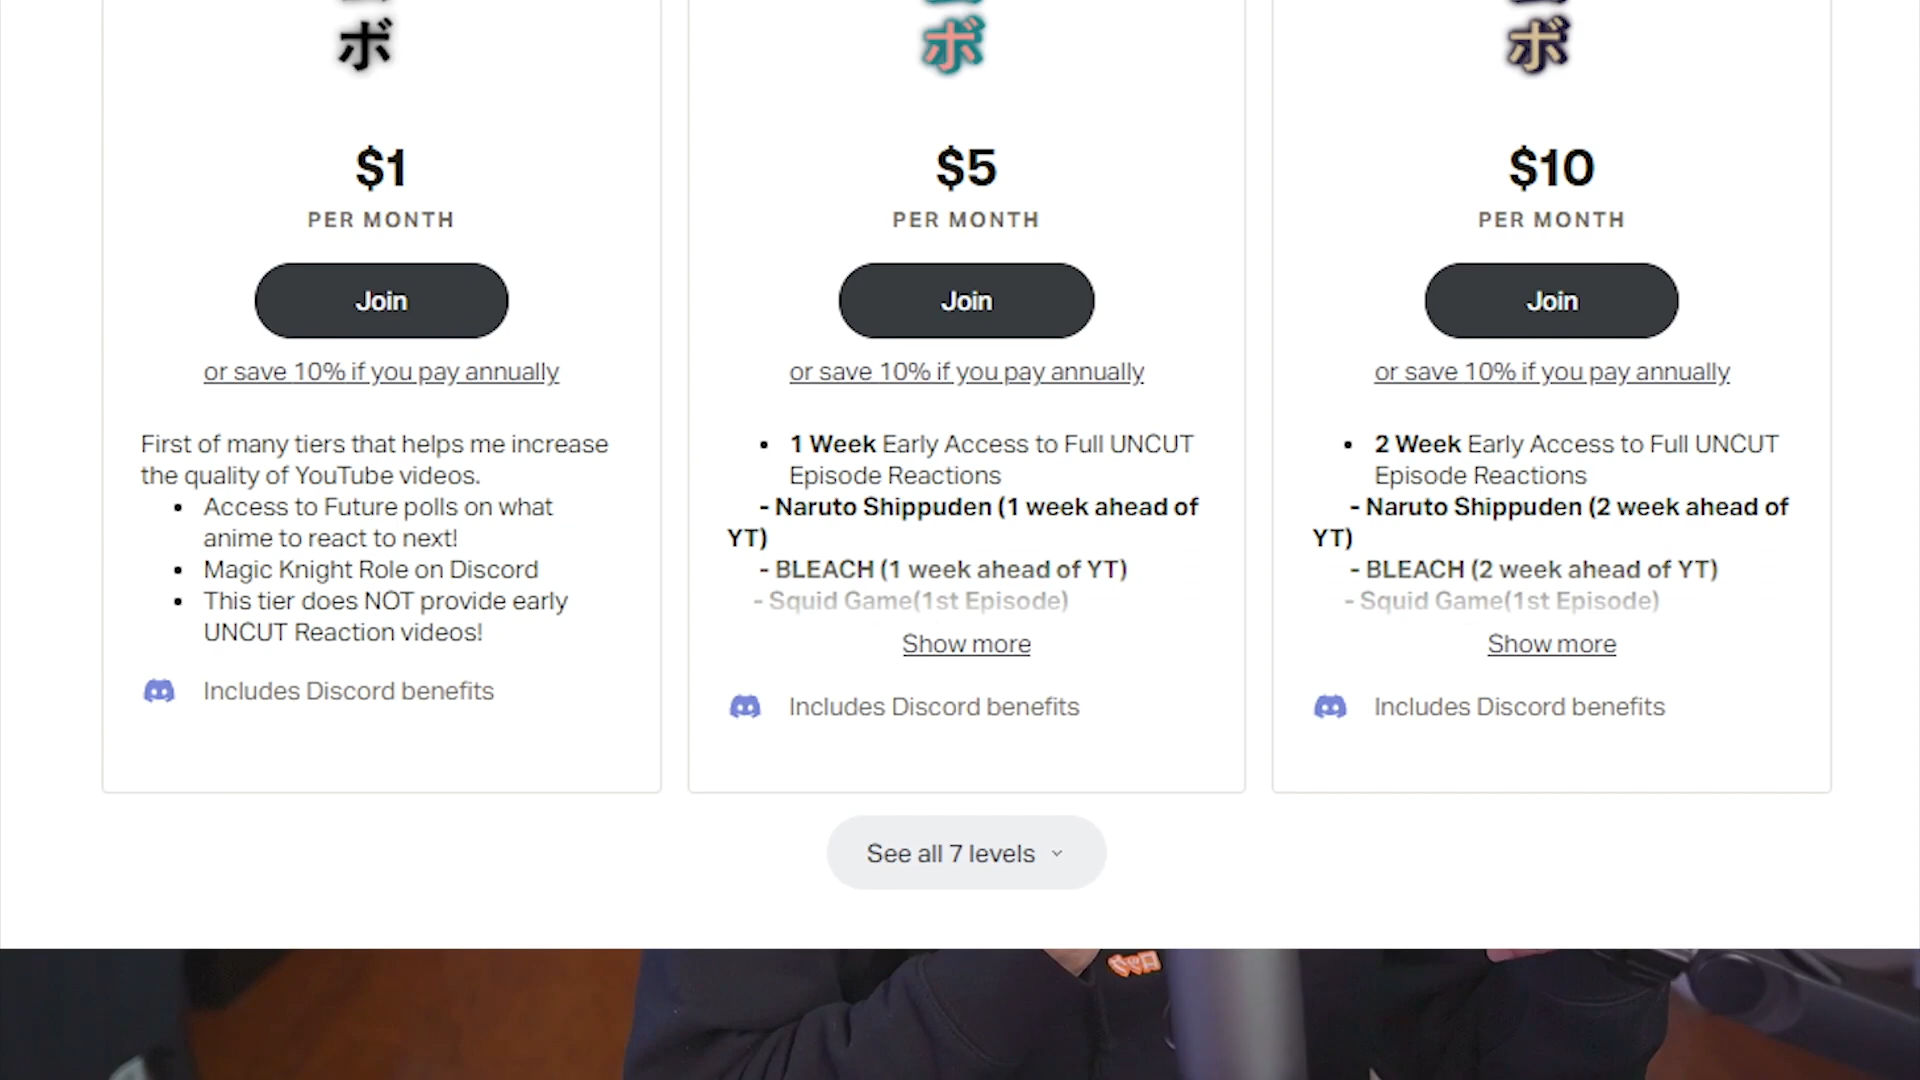 ボ
ボ
ボ
$1
PER MONTH
Join
or save 10% if you pay annually
First of many tiers that helps me increase
the quality of YouTube videos.
• Access to Future polls on what
anime to react to next!
• Magic Knight Role on Discord
• This tier does NOT provide early
UNCUT Reaction videos!
Includes Discord benefits
$5
PER MONTH
Join
or save 10% if you pay annually
• 1 Week Early Access to Full UNCUT
Episode Reactions
- Naruto Shippuden (1 week ahead of
YT)
- BLEACH (1 week ahead of YT)
- Squid Game(1st Episode)
Show more
Includes Discord benefits
$10
PER MONTH
Join
or save 10% if you pay annually
• 2 Week Early Access to Full UNCUT
Episode Reactions
- Naruto Shippuden (2 week ahead of
YT)
- BLEACH (2 week ahead of YT)
- Squid Game(1st Episode)
Show more
Includes Discord benefits
See all 7 levels